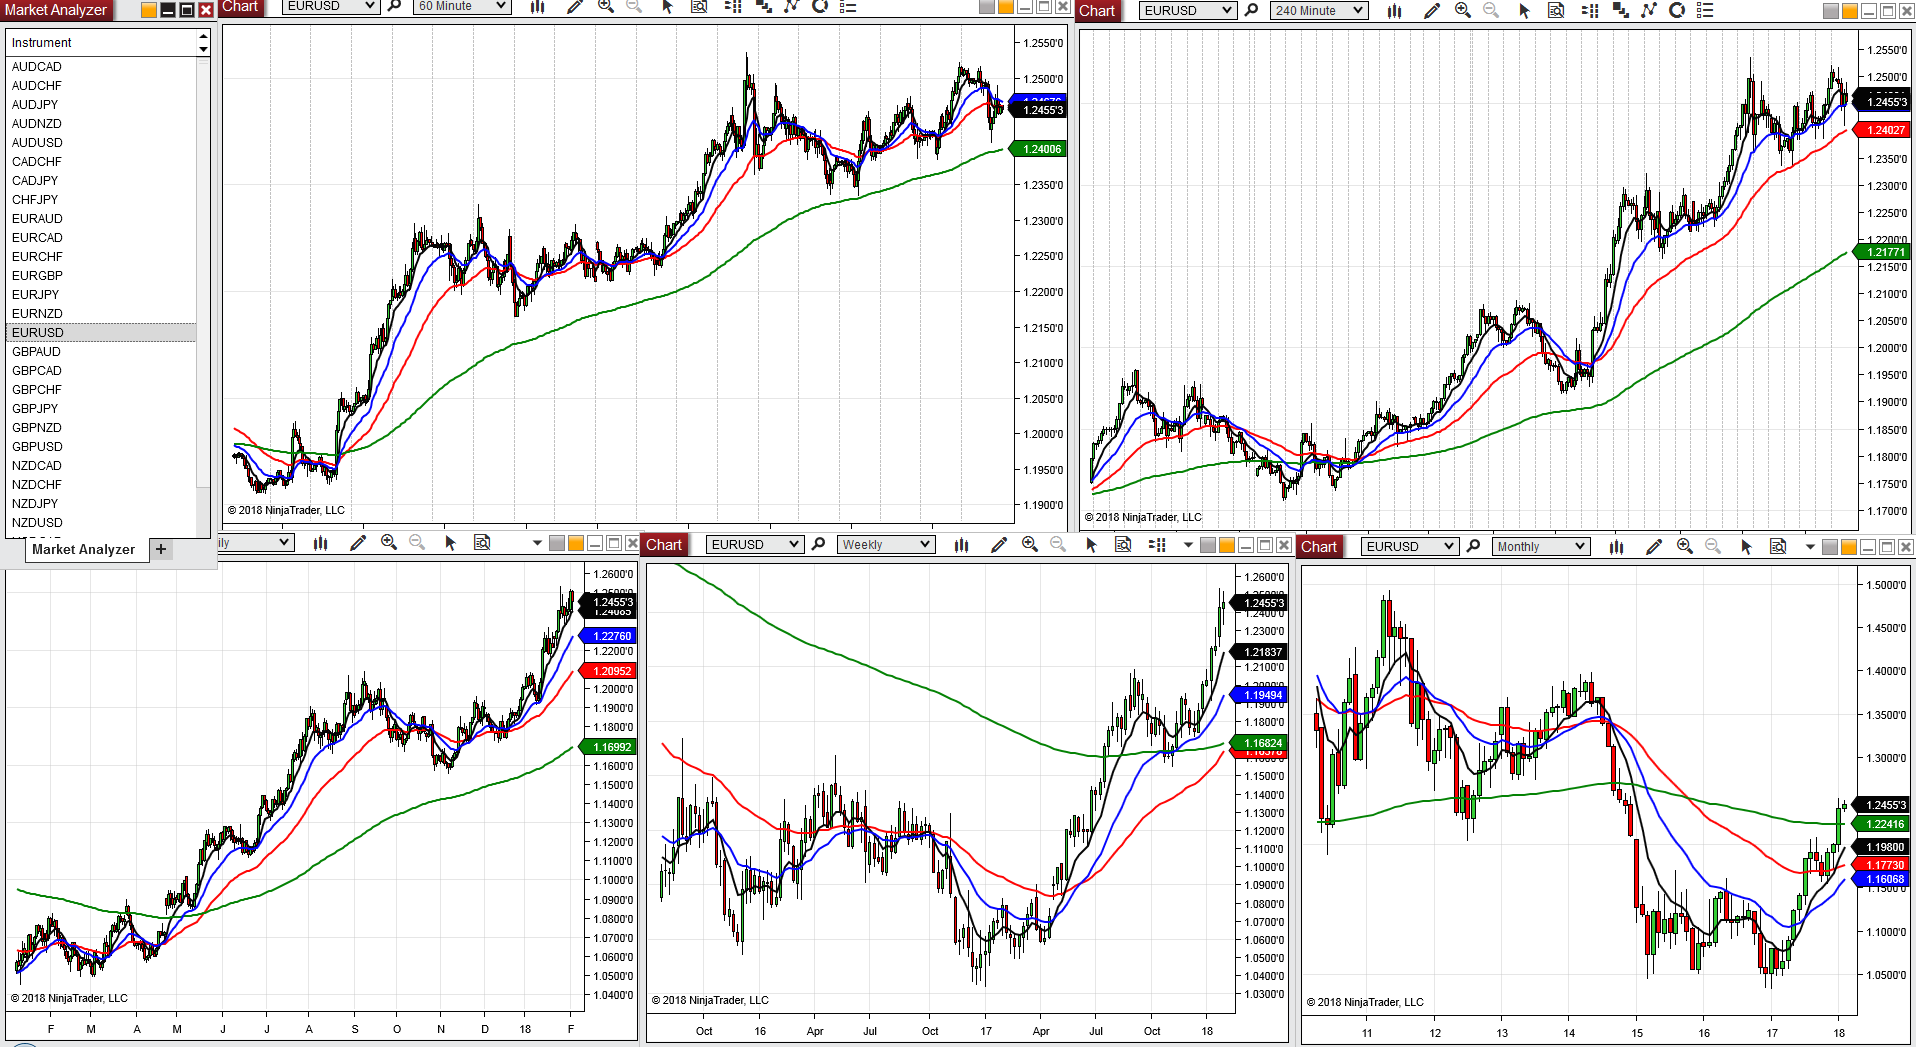 Market Analyzer
Instrument
AUDCAD
AUDCHF
AUDJPY
AUDNZD
AUDUSD
CADCHF
CADJPY
CHFJPY
EURAUD
EURCAD
EURCHF
EURGBP
EURJPY
EURNZD
EURUSD
GBPAUD
GBPCAD
GBPCHF
GBPJPY
GBPNZD
GBPUSD
NZDCAD
NZDCHF
NZDJPY
NZDUSD
Market Analyzer +
Chart EURUSD 60 Minute
1.2550'0
1.2500'0
1.2455'3
1.24006
1.2350'0
1.2300'0
1.2250'0
1.2200'0
1.2150'0
1.2100'0
1.2050'0
1.2000'0
1.1950'0
1.1900'0
© 2018 NinjaTrader, LLC
Chart EURUSD 240 Minute
1.2550'0
1.2500'0
1.2455'3
1.24027
1.2350'0
1.2300'0
1.2250'0
1.2200'0
1.21771
1.2150'0
1.2100'0
1.2050'0
1.2000'0
1.1950'0
1.1900'0
1.1850'0
1.1800'0
1.1750'0
1.1700'0
© 2018 NinjaTrader, LLC
ily
1.2600'0
1.2455'3
1.22760
1.20952
1.2000'0
1.1900'0
1.1800'0
1.16992
1.1600'0
1.1500'0
1.1400'0
1.1300'0
1.1200'0
1.1100'0
1.1000'0
1.0900'0
1.0800'0
1.0700'0
1.0600'0
1.0500'0
1.0400'0
© 2018 NinjaTrader, LLC
F M A M J J A S O N D 18 F
Chart EURUSD Weekly
1.2600'0
1.2455'3
1.2300'0
1.21837
1.2100'0
1.19494
1.1800'0
1.16824
1.1500'0
1.1400'0
1.1300'0
1.1200'0
1.1100'0
1.1000'0
1.0900'0
1.0800'0
1.0700'0
1.0600'0
1.0500'0
1.0400'0
1.0300'0
© 2018 NinjaTrader, LLC
Oct 16 Apr Jul Oct 17 Apr Jul Oct 18
Chart EURUSD Monthly
1.5000'0
1.4500'0
1.4000'0
1.3500'0
1.3000'0
1.2455'3
1.22416
1.19800
1.17730
1.16068
1.1500'0
1.1000'0
1.0500'0
© 2018 NinjaTrader, LLC
11 12 13 14 15 16 17 18